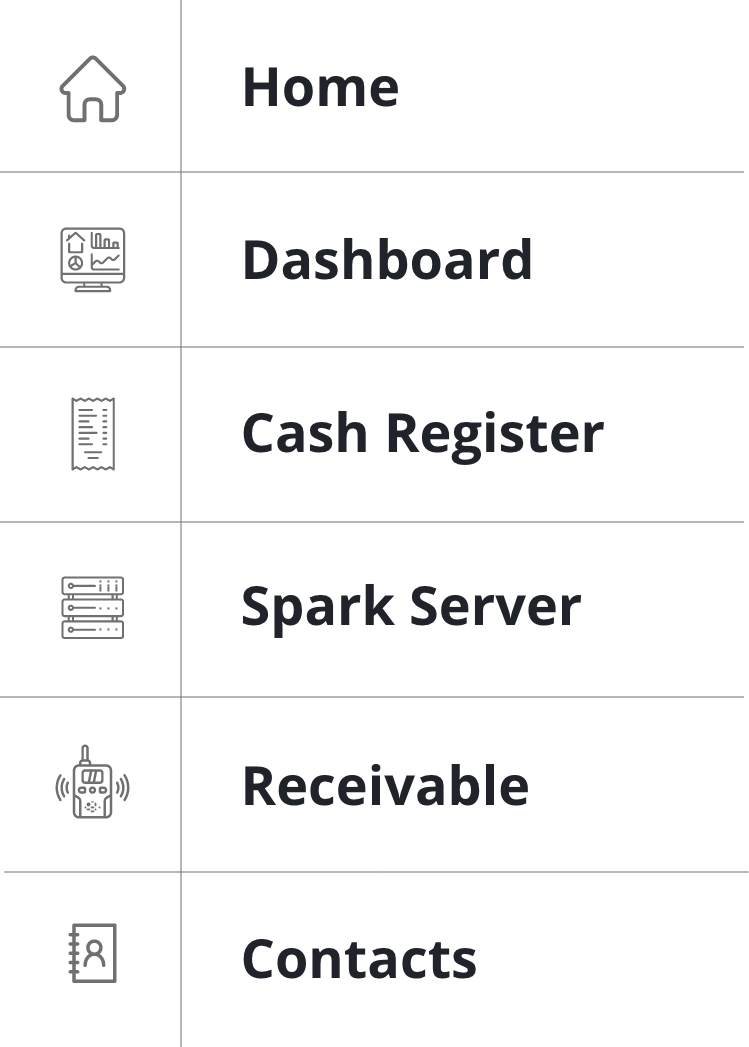 Home
Dashboard
Cash Register
Spark Server
Receivable
Contacts